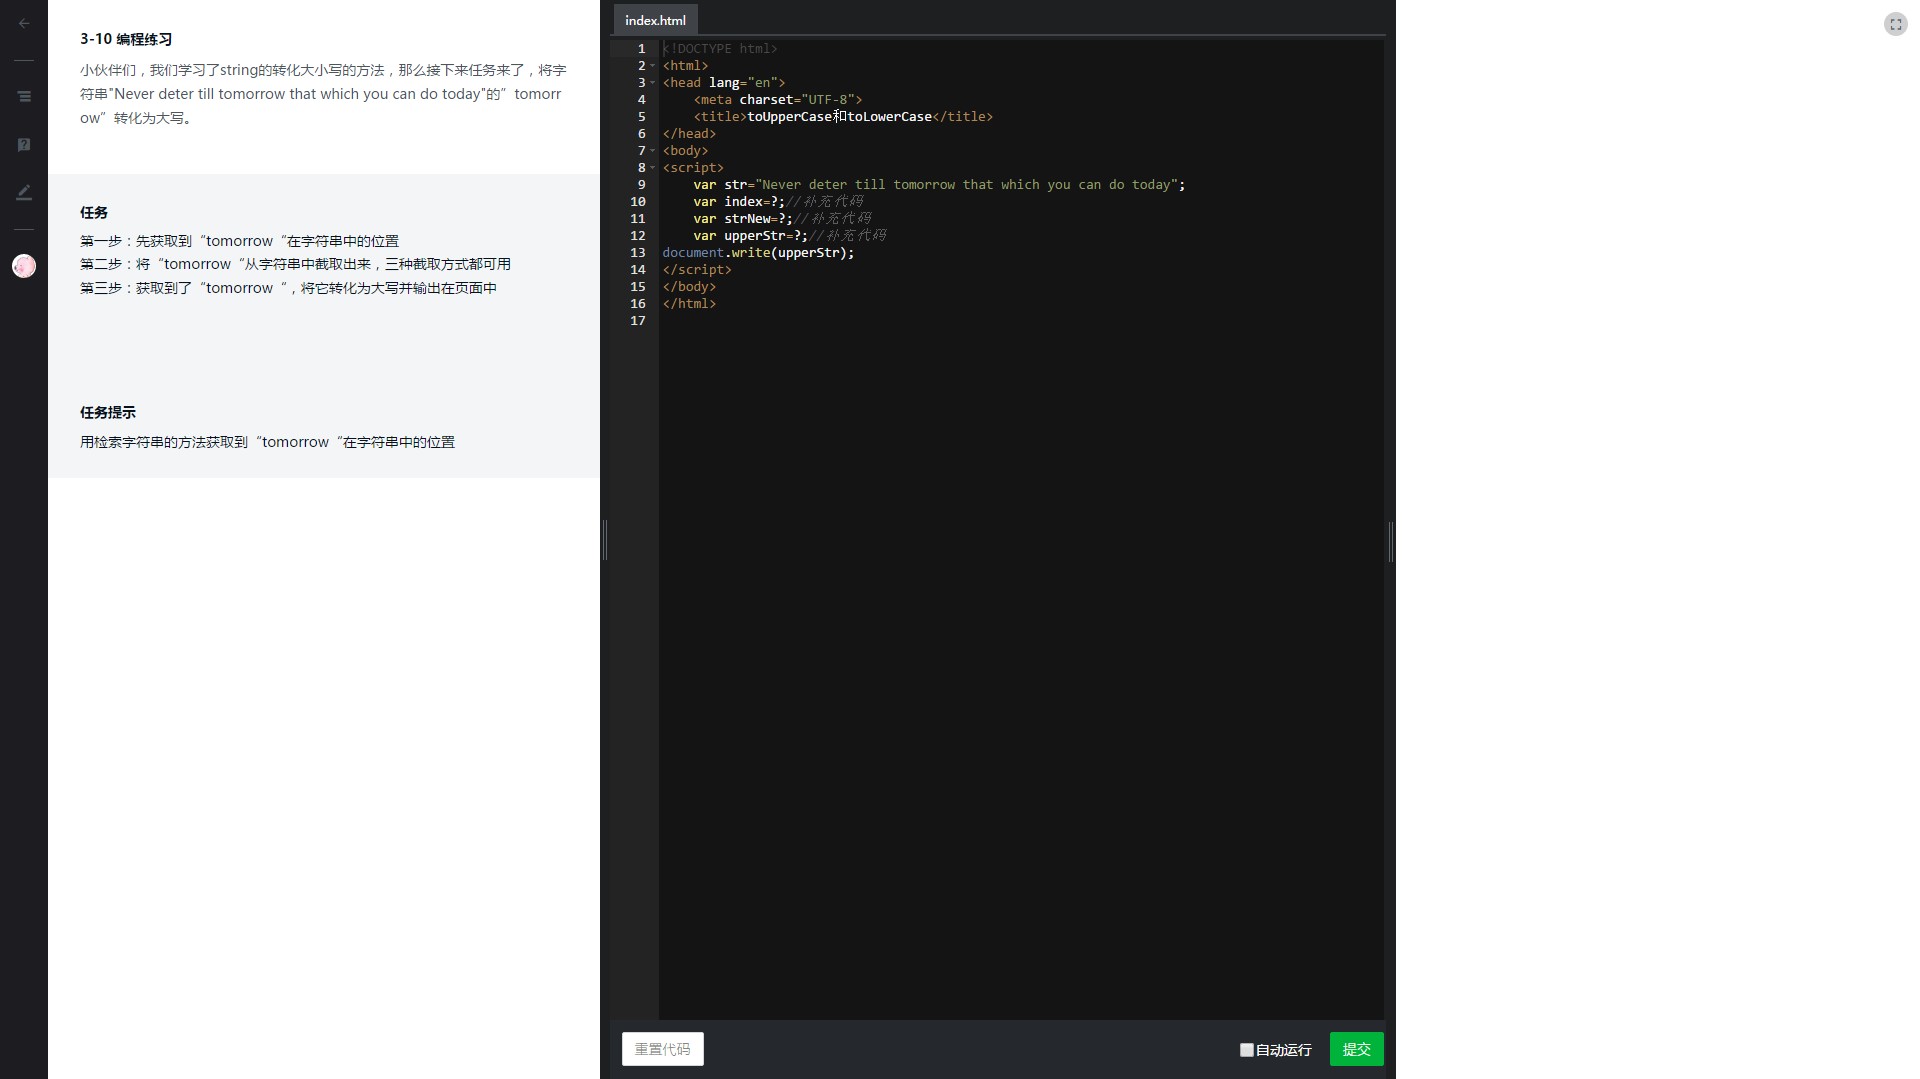 3-10 编程练习
小伙伴们，我们学习了string的转化大小写的方法，那么接下来任务来了，将字
符串"Never deter till tomorrow that which you can do today"的”tomorr
ow”转化为大写。
任务
第一步：先获取到“tomorrow“在字符串中的位置
第二步：将“tomorrow“从字符串中截取出来，三种截取方式都可用
第三步：获取到了“tomorrow“，将它转化为大写并输出在页面中
任务提示
用检索字符串的方法获取到“tomorrow“在字符串中的位置
index.html
1 <!DOCTYPE html>
2 <html>
3 <head lang="en">
4     <meta charset="UTF-8">
5     <title>toUpperCase和toLowerCase</title>
6 </head>
7 <body>
8 <script>
9     var str="Never deter till tomorrow that which you can do today";
10     var index=?;//补充代码
11     var strNew=?;//补充代码
12     var upperStr=?;//补充代码
13 document.write(upperStr);
14 </script>
15 </body>
16 </html>
17
重置代码
自动运行
提交